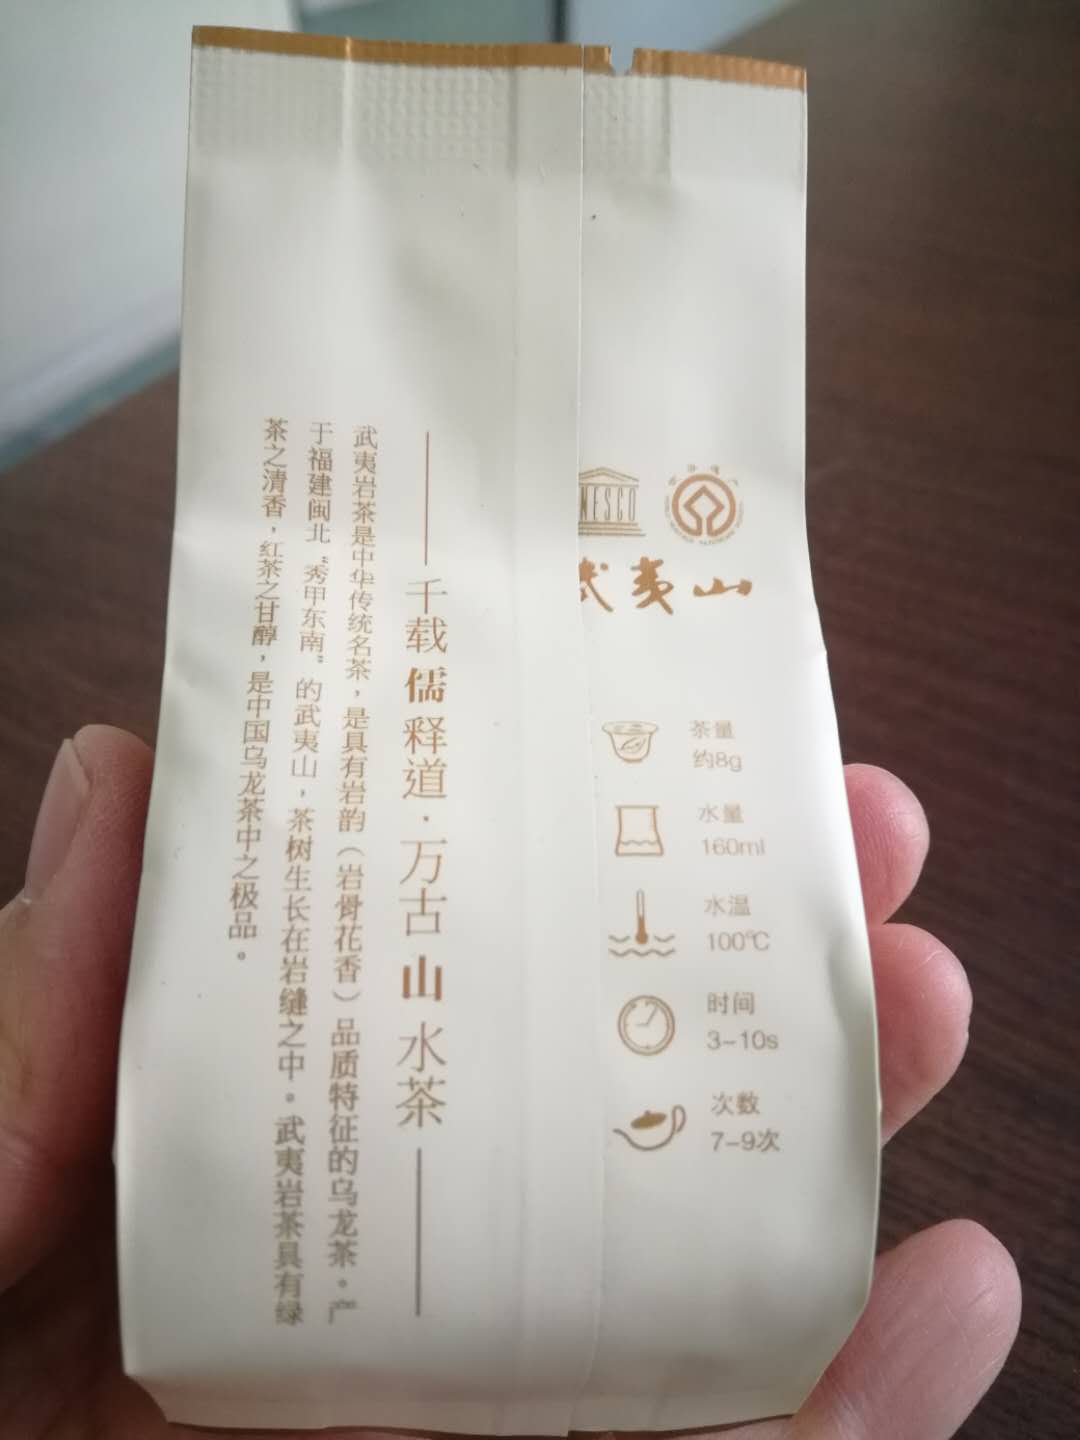 千载儒释道·万古山水茶
武夷岩茶是中华传统名茶，是具有岩韵（岩骨花香）品质特征的乌龙茶。产
于福建闽北“秀甲东南”的武夷山，茶树生长在岩缝之中。武夷岩茶具有绿
茶之清香，红茶之甘醇，是中国乌龙茶中之极品。
NESCO
武夷山
茶量
约8g
水量
160ml
水温
100℃
时间
3-10s
次数
7-9次